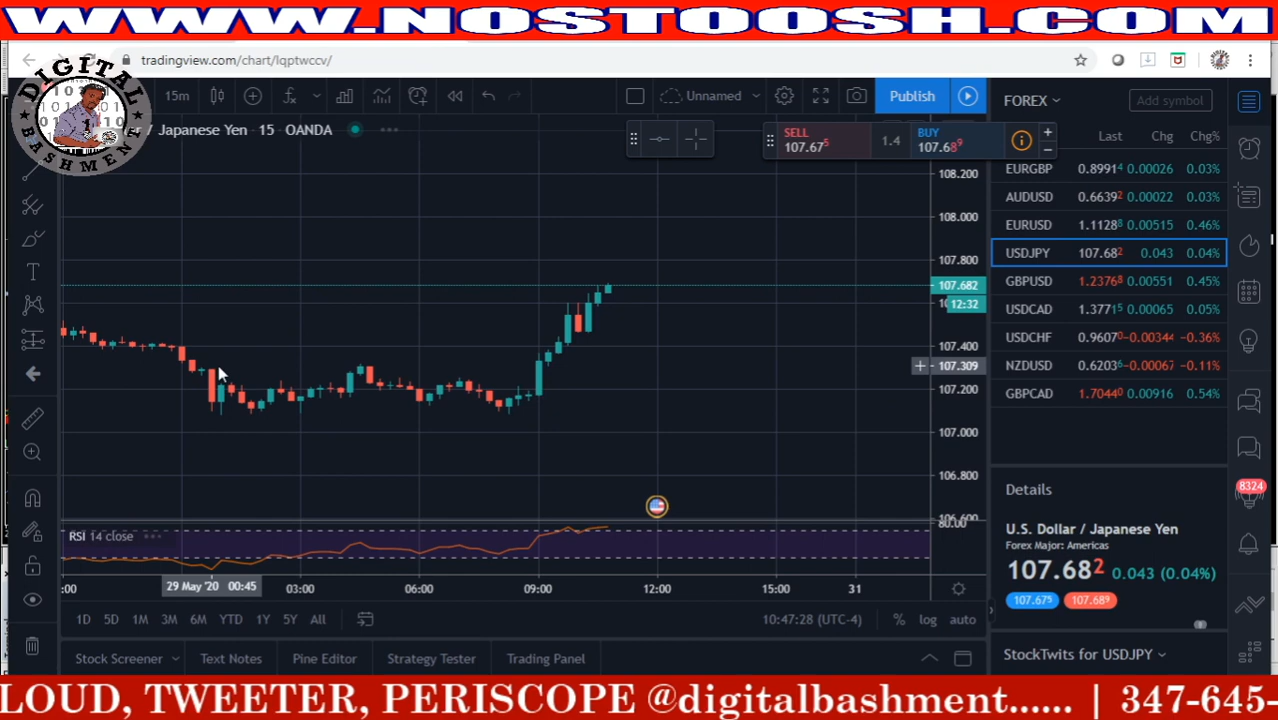 WWW.NOSTOOSH.COM
tradingview.com/chart/lqptwccv/
DIGITAL
BASHMENT
15m
Unnamed
Publish
FOREX
Add symbol
/ Japanese Yen · 15 OANDA
SELL
107.675
1.4
BUY
107.689
Last Chg Chg%
EURGBP 0.89914 0.00026 0.03%
AUDUSD 0.66392 0.00022 0.03%
EURUSD 1.11288 0.00515 0.46%
USDJPY 107.682 0.043 0.04%
GBPUSD 1.23768 0.00551 0.45%
USDCAD 1.37715 0.00065 0.05%
USDCHF 0.96070 −0.00344 −0.36%
NZDUSD 0.62036 −0.00067 −0.11%
GBPCAD 1.70440 0.00916 0.54%
108.200
108.000
107.800
107.682
12:32
107.400
107.309
107.200
107.000
106.800
106.600
80.00
RSI 14 close
:00
29 May '20 00:45
03:00
06:00
09:00
12:00
15:00
31
1D 5D 1M 3M 6M YTD 1Y 5Y All
10:47:28 (UTC-4)
% log auto
Stock Screener
Text Notes
Pine Editor
Strategy Tester
Trading Panel
8324
Details
U.S. Dollar / Japanese Yen
Forex Major: Americas
107.682 0.043 (0.04%)
107.675
107.689
StockTwits for USDJPY
LOUD, TWEETER, PERISCOPE @digitalbashment...... | 347-645-